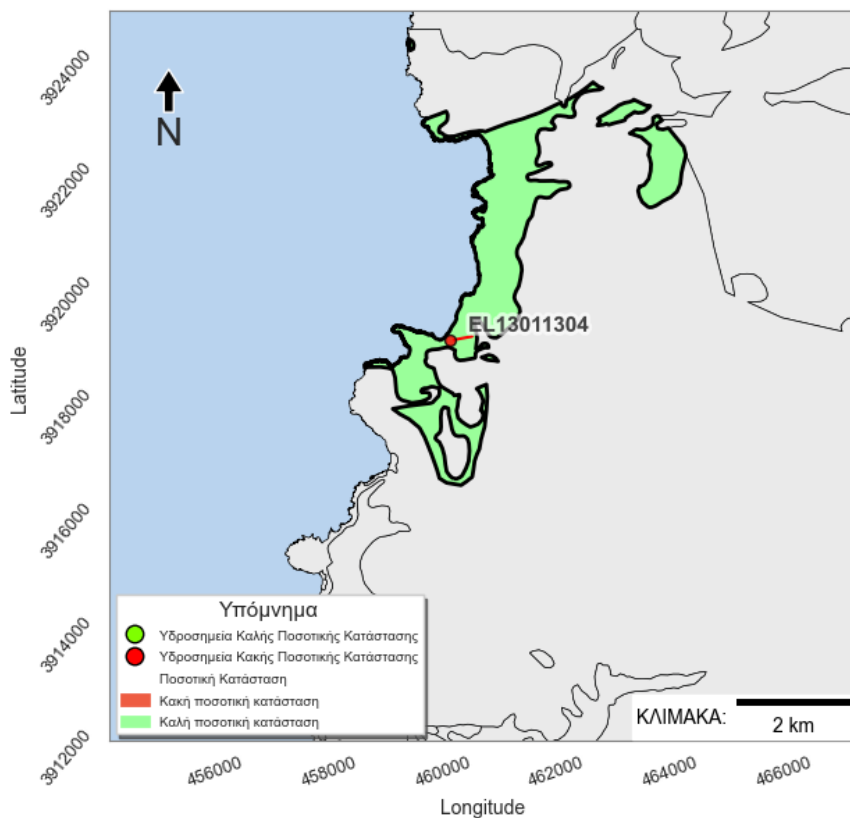 3924000
3922000
3920000
3918000
3916000
3914000
3912000
Latitude
N
EL13011304
Υπόμνημα
Υδροσημεία Καλής Ποσοτικής Κατάστασης
Υδροσημεία Κακής Ποσοτικής Κατάστασης
Ποσοτική Κατάσταση
Κακή ποσοτική κατάσταση
Καλή ποσοτική κατάσταση
ΚΛΙΜΑΚΑ:
2 km
456000
458000
460000
462000
464000
466000
Longitude